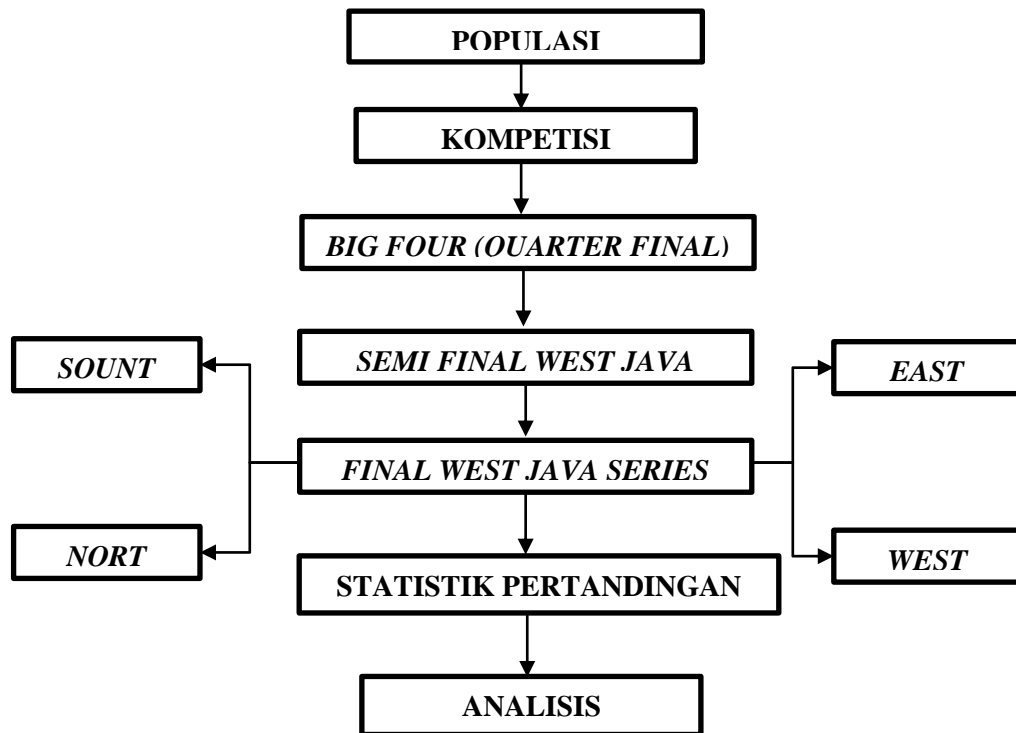 POPULASI
KOMPETISI
BIG FOUR (QUARTER FINAL)
SEMI FINAL WEST JAVA
SOUNT
EAST
FINAL WEST JAVA SERIES
NORT
WEST
STATISTIK PERTANDINGAN
ANALISIS